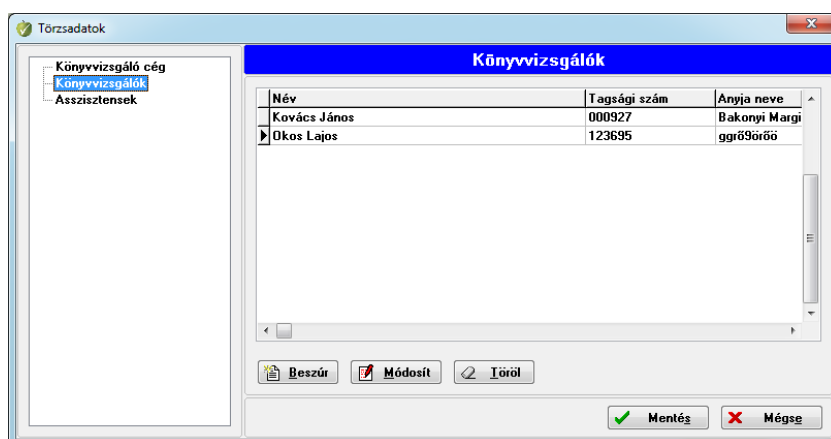 Törzsadatok
Könyvvizsgáló cég
Könyvvizsgálók
Asszisztensek
Könyvvizsgálók
Név Tagsági szám Anyja neve
Kovács János 000927 Bakonyi Margi
Okos Lajos 123695 ggrő9örőö
Beszúr Módosít Töröl
Mentés Mégse